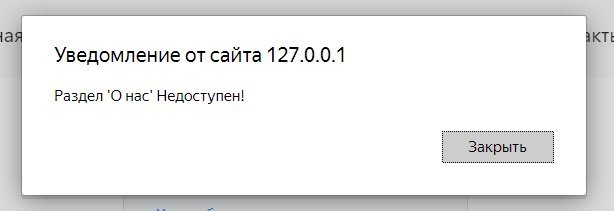 Уведомление от сайта 127.0.0.1
Раздел 'О нас' Недоступен!
Закрыть